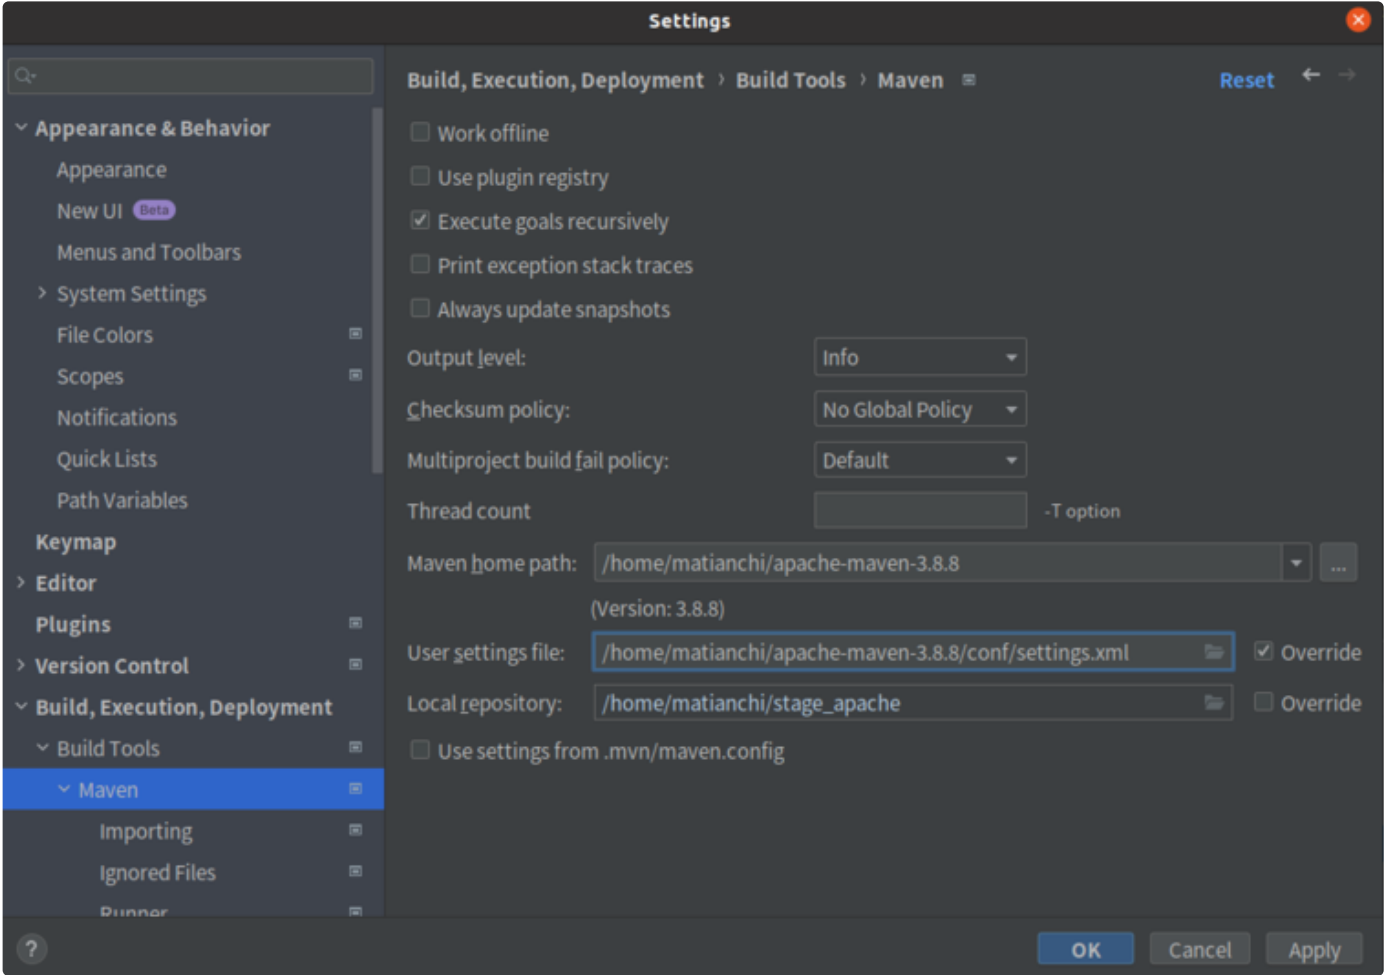 Settings
Build, Execution, Deployment › Build Tools › Maven
Reset
Appearance & Behavior
Appearance
New UI Beta
Menus and Toolbars
System Settings
File Colors
Scopes
Notifications
Quick Lists
Path Variables
Keymap
Editor
Plugins
Version Control
Build, Execution, Deployment
Build Tools
Maven
Importing
Ignored Files
Runner
Work offline
Use plugin registry
Execute goals recursively
Print exception stack traces
Always update snapshots
Output level: Info
Checksum policy: No Global Policy
Multiproject build fail policy: Default
Thread count -T option
Maven home path: /home/matianchi/apache-maven-3.8.8 ...
(Version: 3.8.8)
User settings file: /home/matianchi/apache-maven-3.8.8/conf/settings.xml Override
Local repository: /home/matianchi/stage_apache Override
Use settings from .mvn/maven.config
? OK Cancel Apply